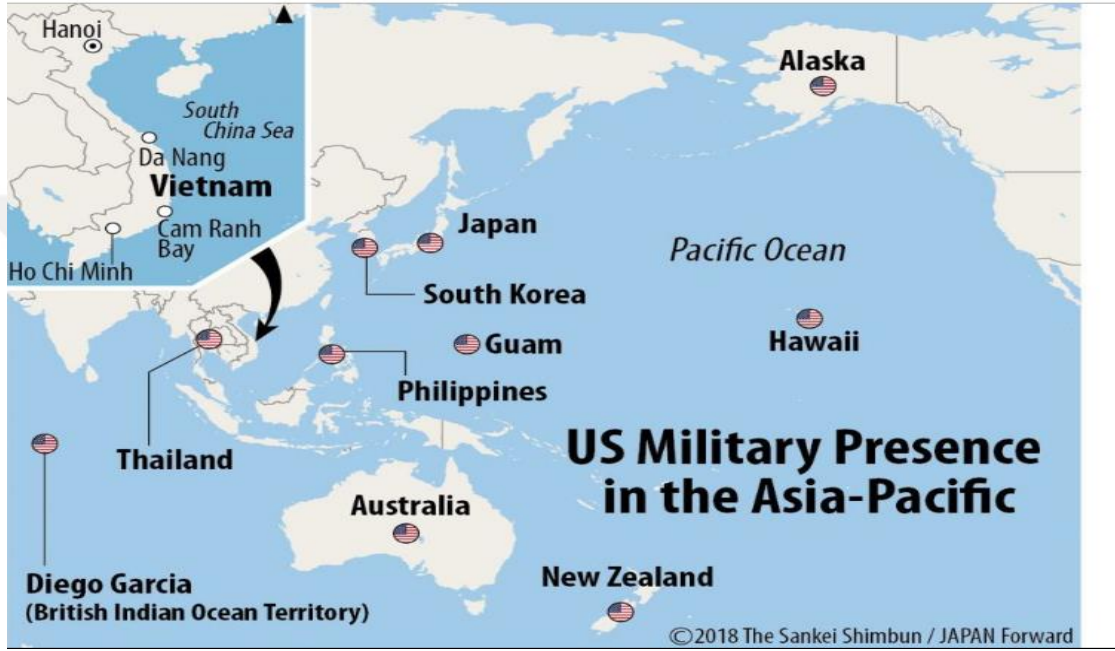 Hanoi
South
China Sea
Da Nang
Vietnam
Cam Ranh
Bay
Ho Chi Minh
Alaska
Japan
Pacific Ocean
South Korea
Guam
Hawaii
Philippines
Thailand
US Military Presence
in the Asia-Pacific
Australia
Diego Garcia
(British Indian Ocean Territory)
New Zealand
©2018 The Sankei Shimbun / JAPAN Forward